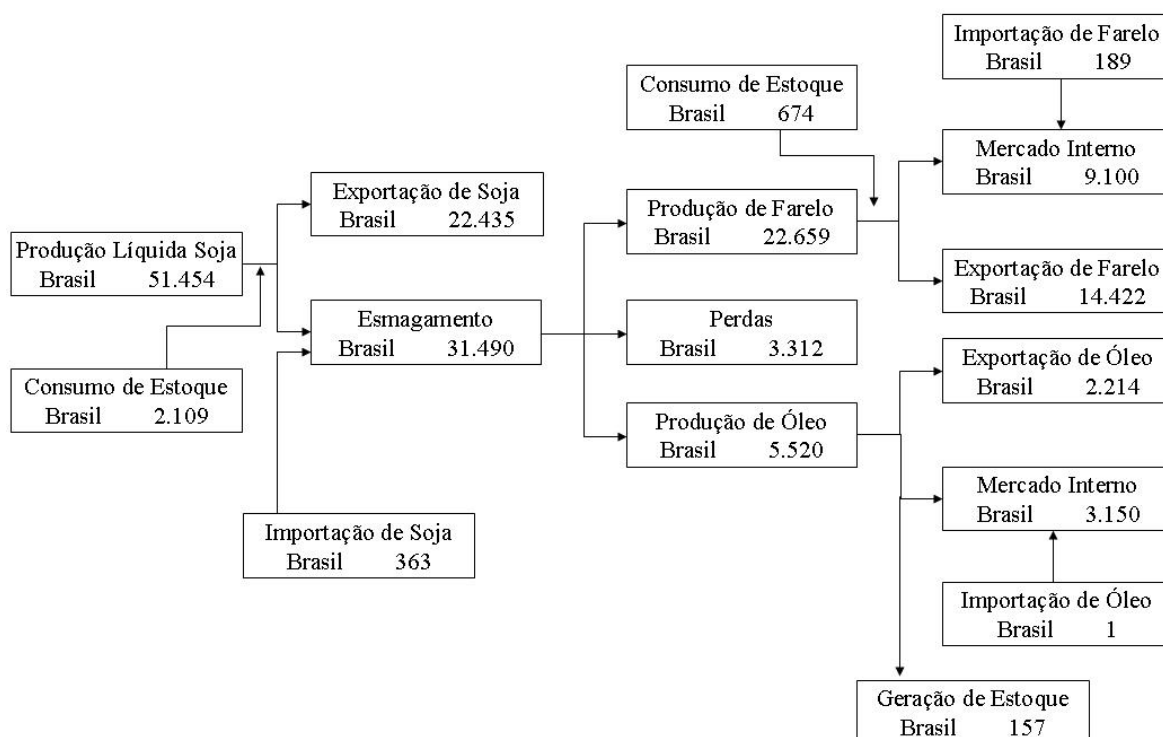 Importação de Farelo
Brasil 189
Consumo de Estoque
Brasil 674
Mercado Interno
Brasil 9.100
Exportação de Soja
Brasil 22.435
Produção de Farelo
Brasil 22.659
Produção Líquida Soja
Brasil 51.454
Exportação de Farelo
Brasil 14.422
Esmagamento
Brasil 31.490
Perdas
Brasil 3.312
Exportação de Óleo
Brasil 2.214
Consumo de Estoque
Brasil 2.109
Produção de Óleo
Brasil 5.520
Mercado Interno
Brasil 3.150
Importação de Soja
Brasil 363
Importação de Óleo
Brasil 1
Geração de Estoque
Brasil 157